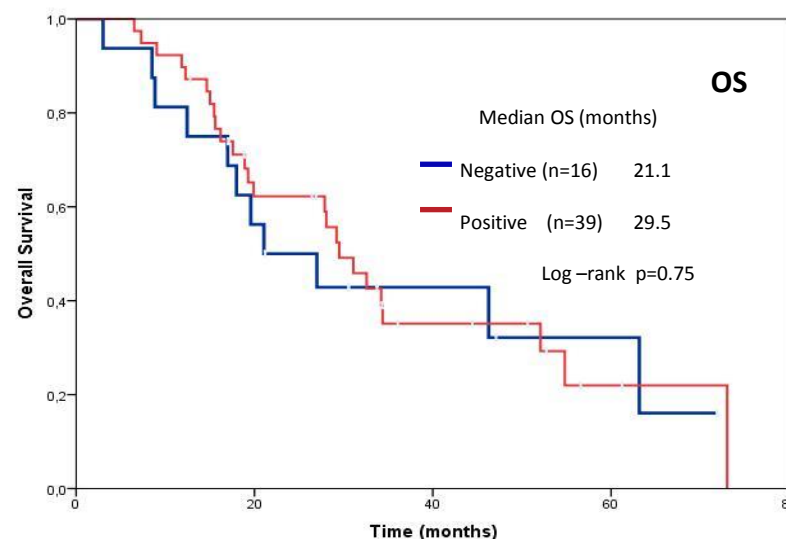 OS
Median OS (months)
Negative (n=16) 21.1
Positive (n=39) 29.5
Log –rank p=0.75
Overall Survival
1,0
0,8
0,6
0,4
0,2
0,0
0 20 40 60 8
Time (months)